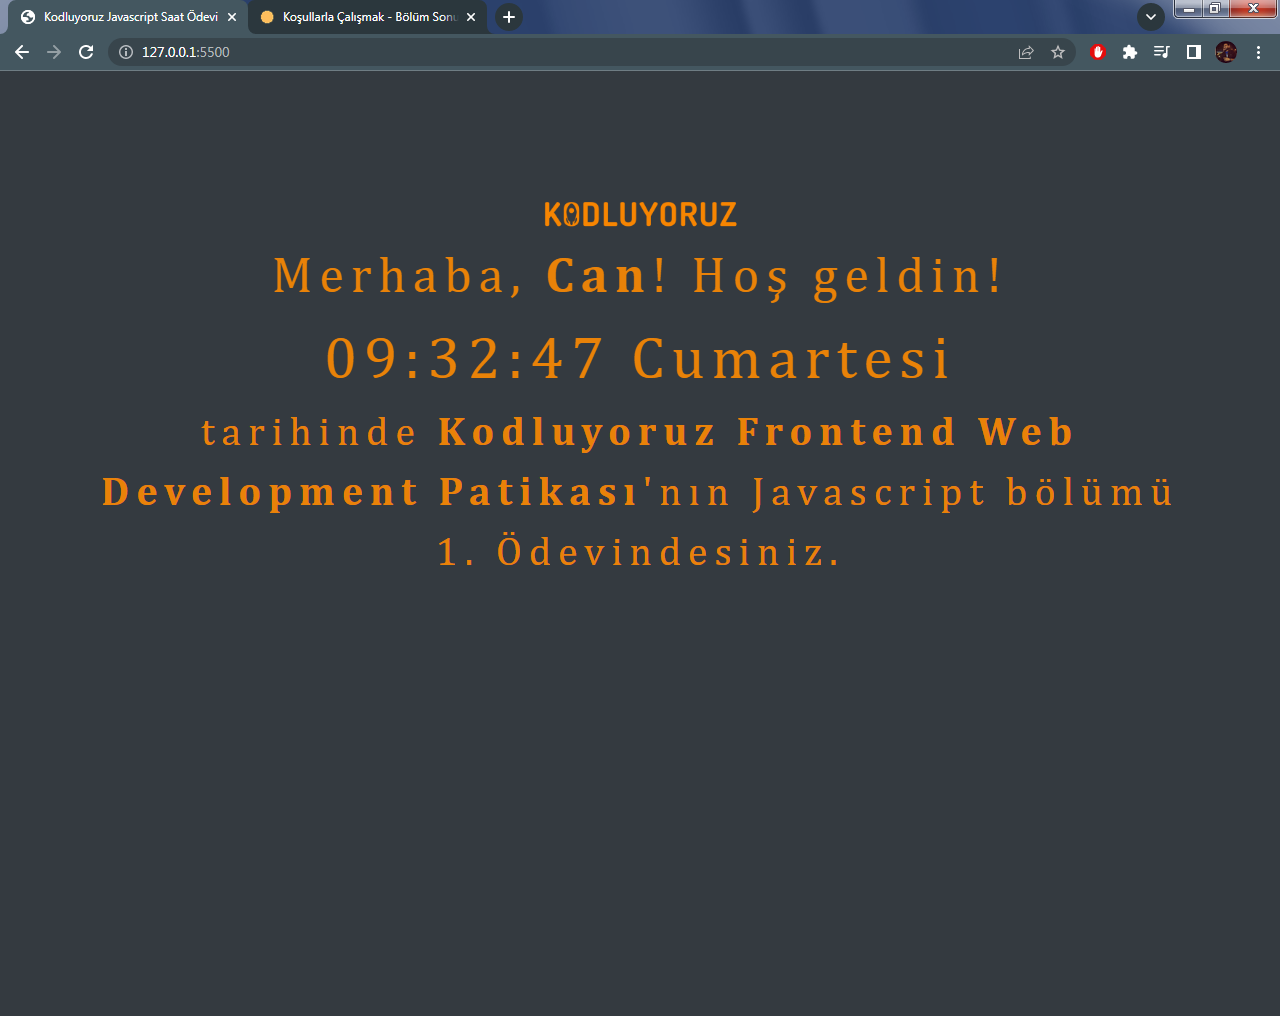 Kodluyoruz Javascript Saat Ödevi
Koşullarla Çalışmak - Bölüm Sonu
127.0.0.1:5500
KODLUYORUZ
Merhaba, Can! Hoş geldin!
09:32:47 Cumartesi
tarihinde Kodluyoruz Frontend Web
Development Patikası'nın Javascript bölümü
1. Ödevindesiniz.